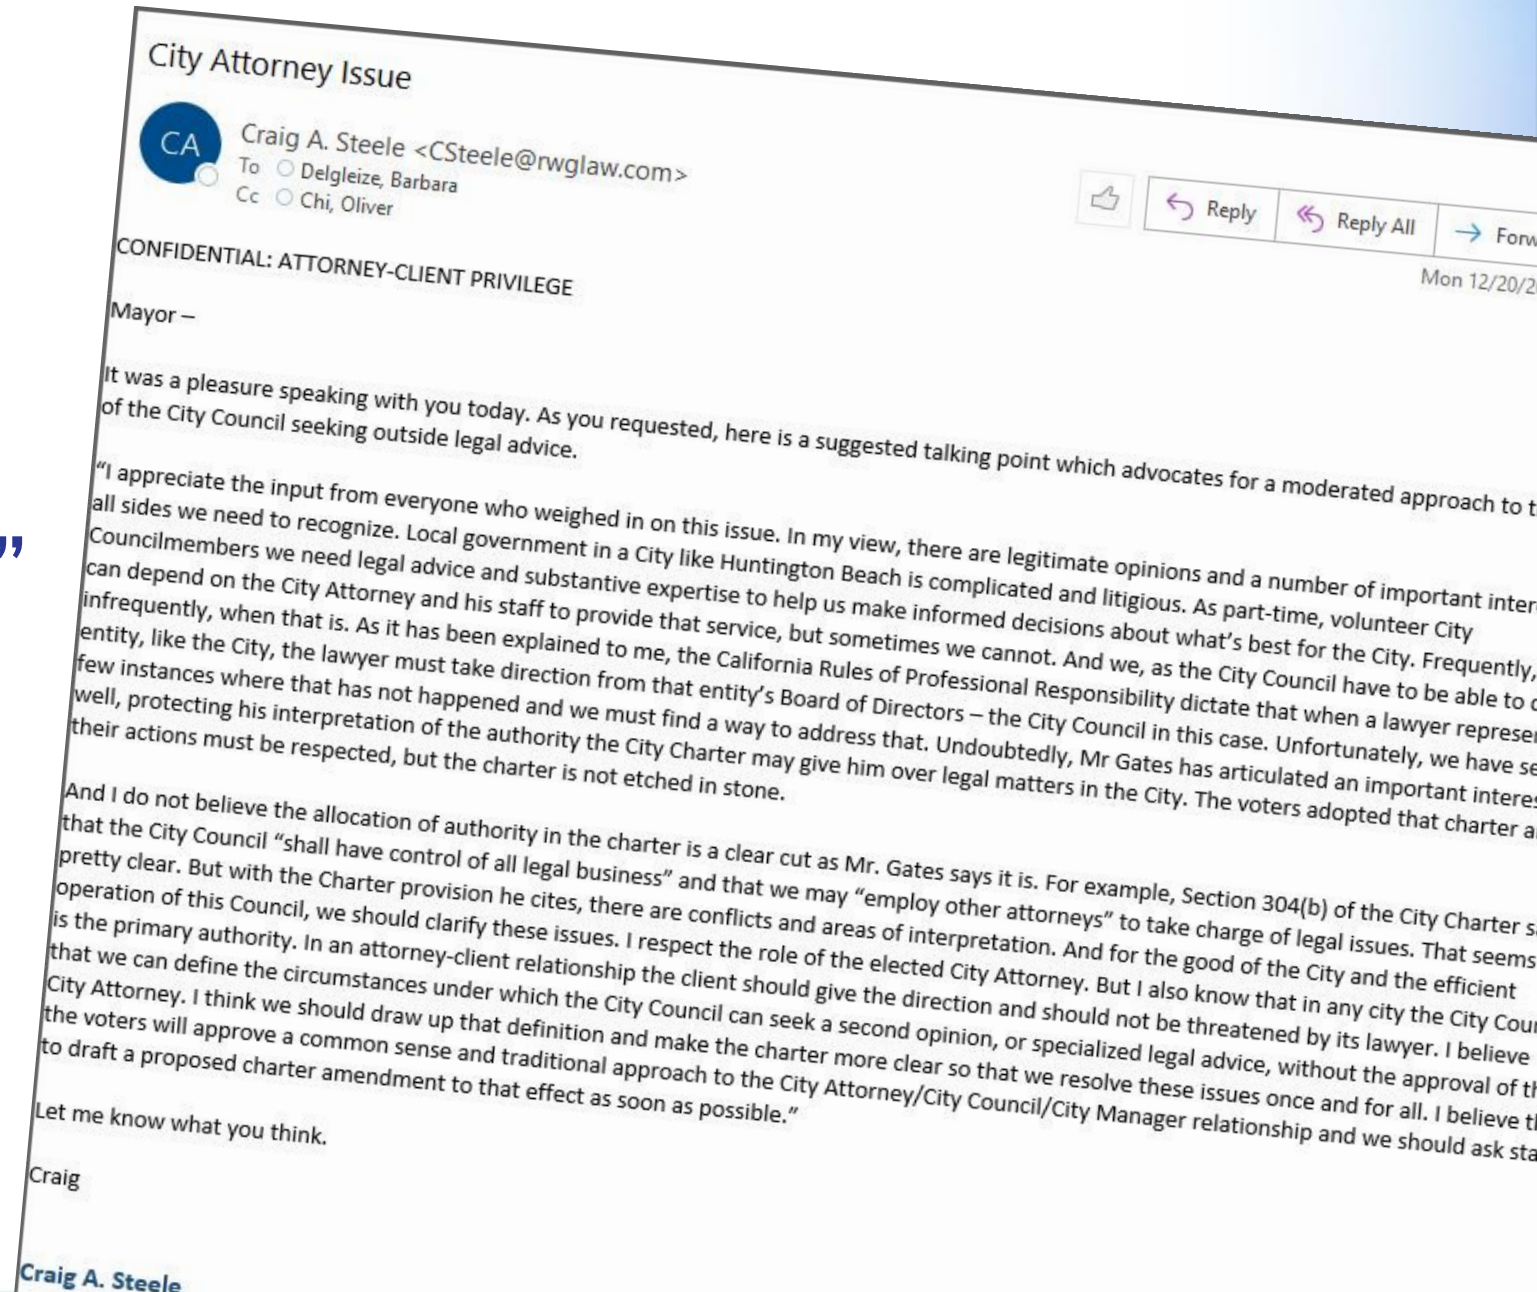 City Attorney Issue
CA
Craig A. Steele <CSteele@rwglaw.com>
To Delgleize, Barbara
Cc Chi, Oliver
Reply
Reply All
Mon
CONFIDENTIAL: ATTORNEY-CLIENT PRIVILEGE
Mayor –
It was a pleasure speaking with you today. As you requested, here is a suggested talking point which advocates for a moderated approach to
of the City Council seeking outside legal advice.
“I appreciate the input from everyone who weighed in on this issue. In my view, there are legitimate opinions and a number of important
all sides we need to recognize. Local government in a City like Huntington Beach is complicated and litigious. As part-time, volunteer City
Councilmembers we need legal advice and substantive expertise to help us make informed decisions about what’s best for the City. Frequently,
can depend on the City Attorney and his staff to provide that service, but sometimes we cannot. And we, as the City Council have to be able to
infrequently, when that is. As it has been explained to me, the California Rules of Professional Responsibility dictate that when a lawyer
entity, like the City, the lawyer must take direction from that entity’s Board of Directors – the City Council in this case. Unfortunately, we have
few instances where that has not happened and we must find a way to address that. Undoubtedly, Mr Gates has articulated an important
well, protecting his interpretation of the authority the City Charter may give him over legal matters in the City. The voters adopted that charter
their actions must be respected, but the charter is not etched in stone.
And I do not believe the allocation of authority in the charter is a clear cut as Mr. Gates says it is. For example, Section 304(b) of the City Charter
that the City Council “shall have control of all legal business” and that we may “employ other attorneys” to take charge of legal issues. That seems
pretty clear. But with the Charter provision he cites, there are conflicts and areas of interpretation. And for the good of the City and the efficient
operation of this Council, we should clarify these issues. I respect the role of the elected City Attorney. But I also know that in any city the City
is the primary authority. In an attorney-client relationship the client should give the direction and should not be threatened by its lawyer. I believe
that we can define the circumstances under which the City Council can seek a second opinion, or specialized legal advice, without the approval of
City Attorney. I think we should draw up that definition and make the charter more clear so that we resolve these issues once and for all. I believe
the voters will approve a common sense and traditional approach to the City Attorney/City Council/City Manager relationship and we should ask
to draft a proposed charter amendment to that effect as soon as possible.”
Let me know what you think.
Craig
Craig A. Steele